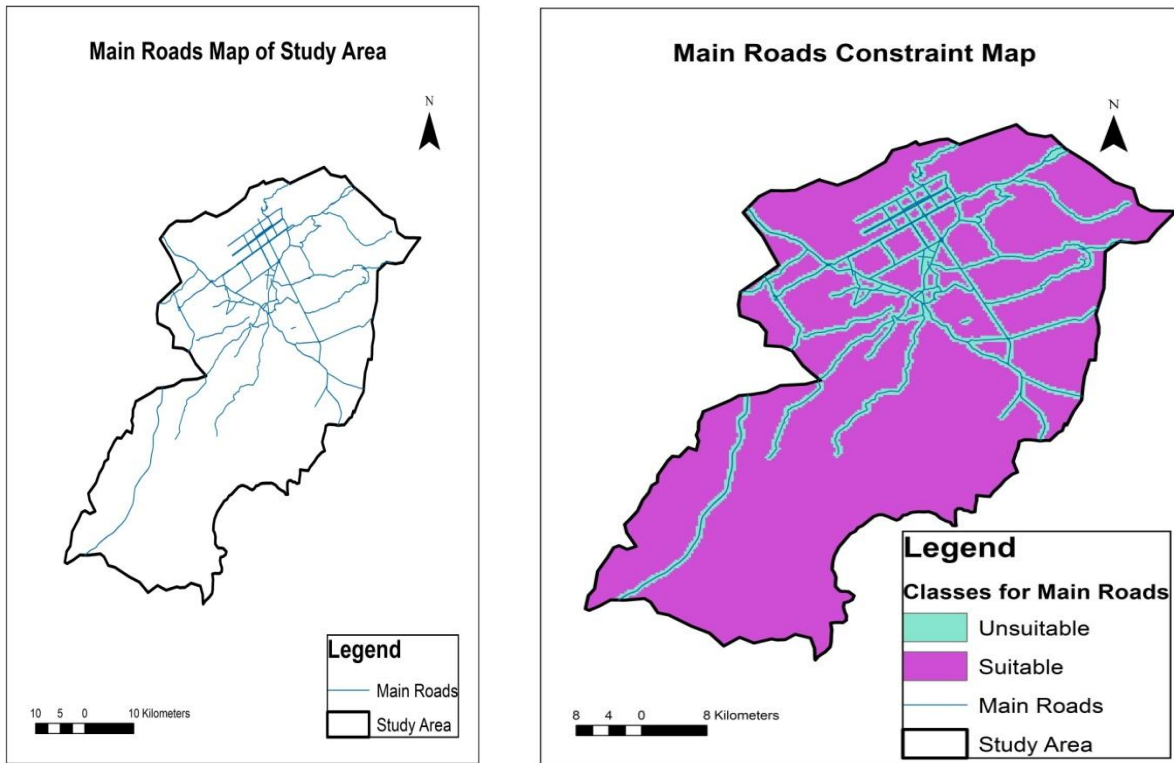 Main Roads Map of Study Area
N
Legend
Main Roads
Study Area
10 5 0 10 Kilometers
Main Roads Constraint Map
N
Legend
Classes for Main Roads
Unsuitable
Suitable
Main Roads
Study Area
8 4 0 8 Kilometers